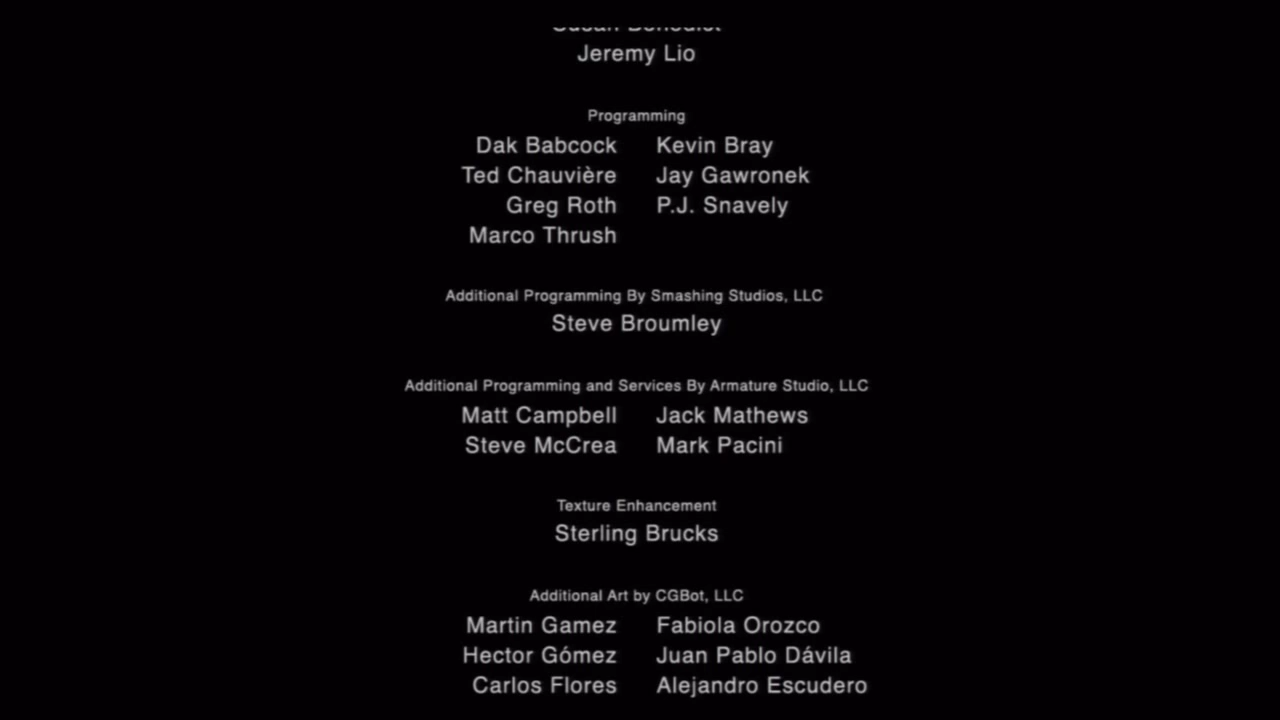 Susan Benedict
Jeremy Lio
Programming
Dak Babcock Kevin Bray
Ted Chauvière Jay Gawronek
Greg Roth P.J. Snavely
Marco Thrush
Additional Programming By Smashing Studios, LLC
Steve Broumley
Additional Programming and Services By Armature Studio, LLC
Matt Campbell Jack Mathews
Steve McCrea Mark Pacini
Texture Enhancement
Sterling Brucks
Additional Art by CGBot, LLC
Martin Gamez Fabiola Orozco
Hector Gómez Juan Pablo Dávila
Carlos Flores Alejandro Escudero